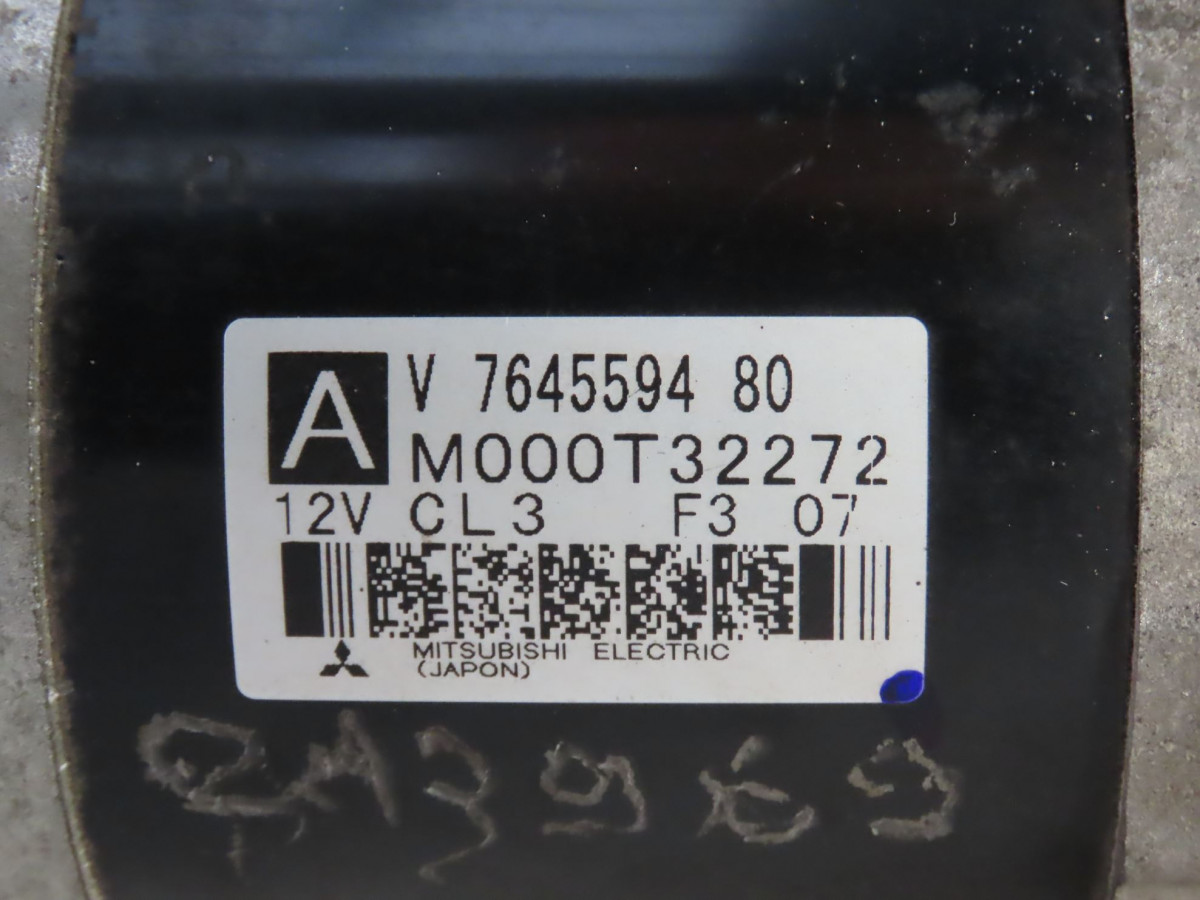 A V 7645594 80
M000T32272
12V CL3 F3 07
MITSUBISHI ELECTRIC
(JAPON)